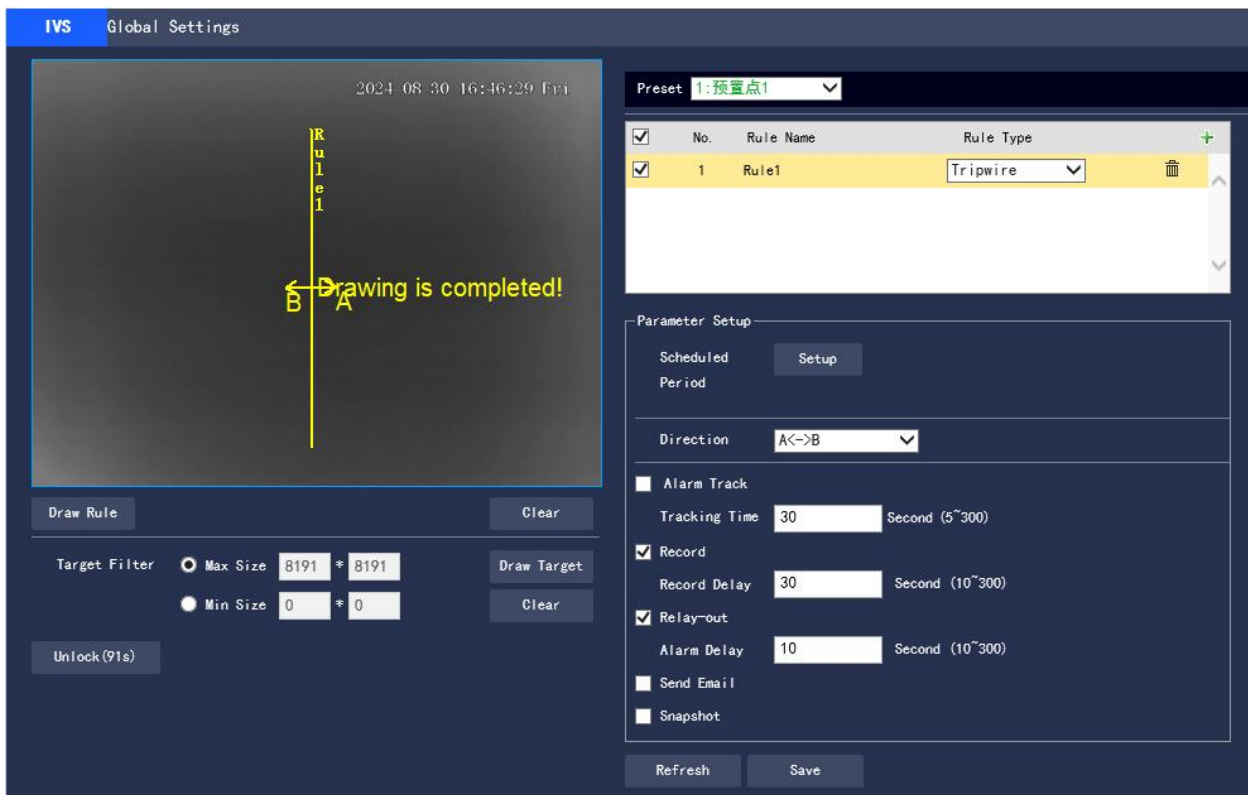 IVS Global Settings
2024-08-30 16:46:29 Fri
Rule1
Drawing is completed!
B A
Draw Rule Clear
Target Filter Max Size 8191 * 8191 Draw Target
Min Size 0 * 0 Clear
Unlock(91s)
Preset 1:预置点1
No. Rule Name Rule Type +
1 Rule1 Tripwire
Parameter Setup
Scheduled Setup
Period
Direction A<->B
Alarm Track
Tracking Time 30 Second (5~300)
Record
Record Delay 30 Second (10~300)
Relay-out
Alarm Delay 10 Second (10~300)
Send Email
Snapshot
Refresh Save